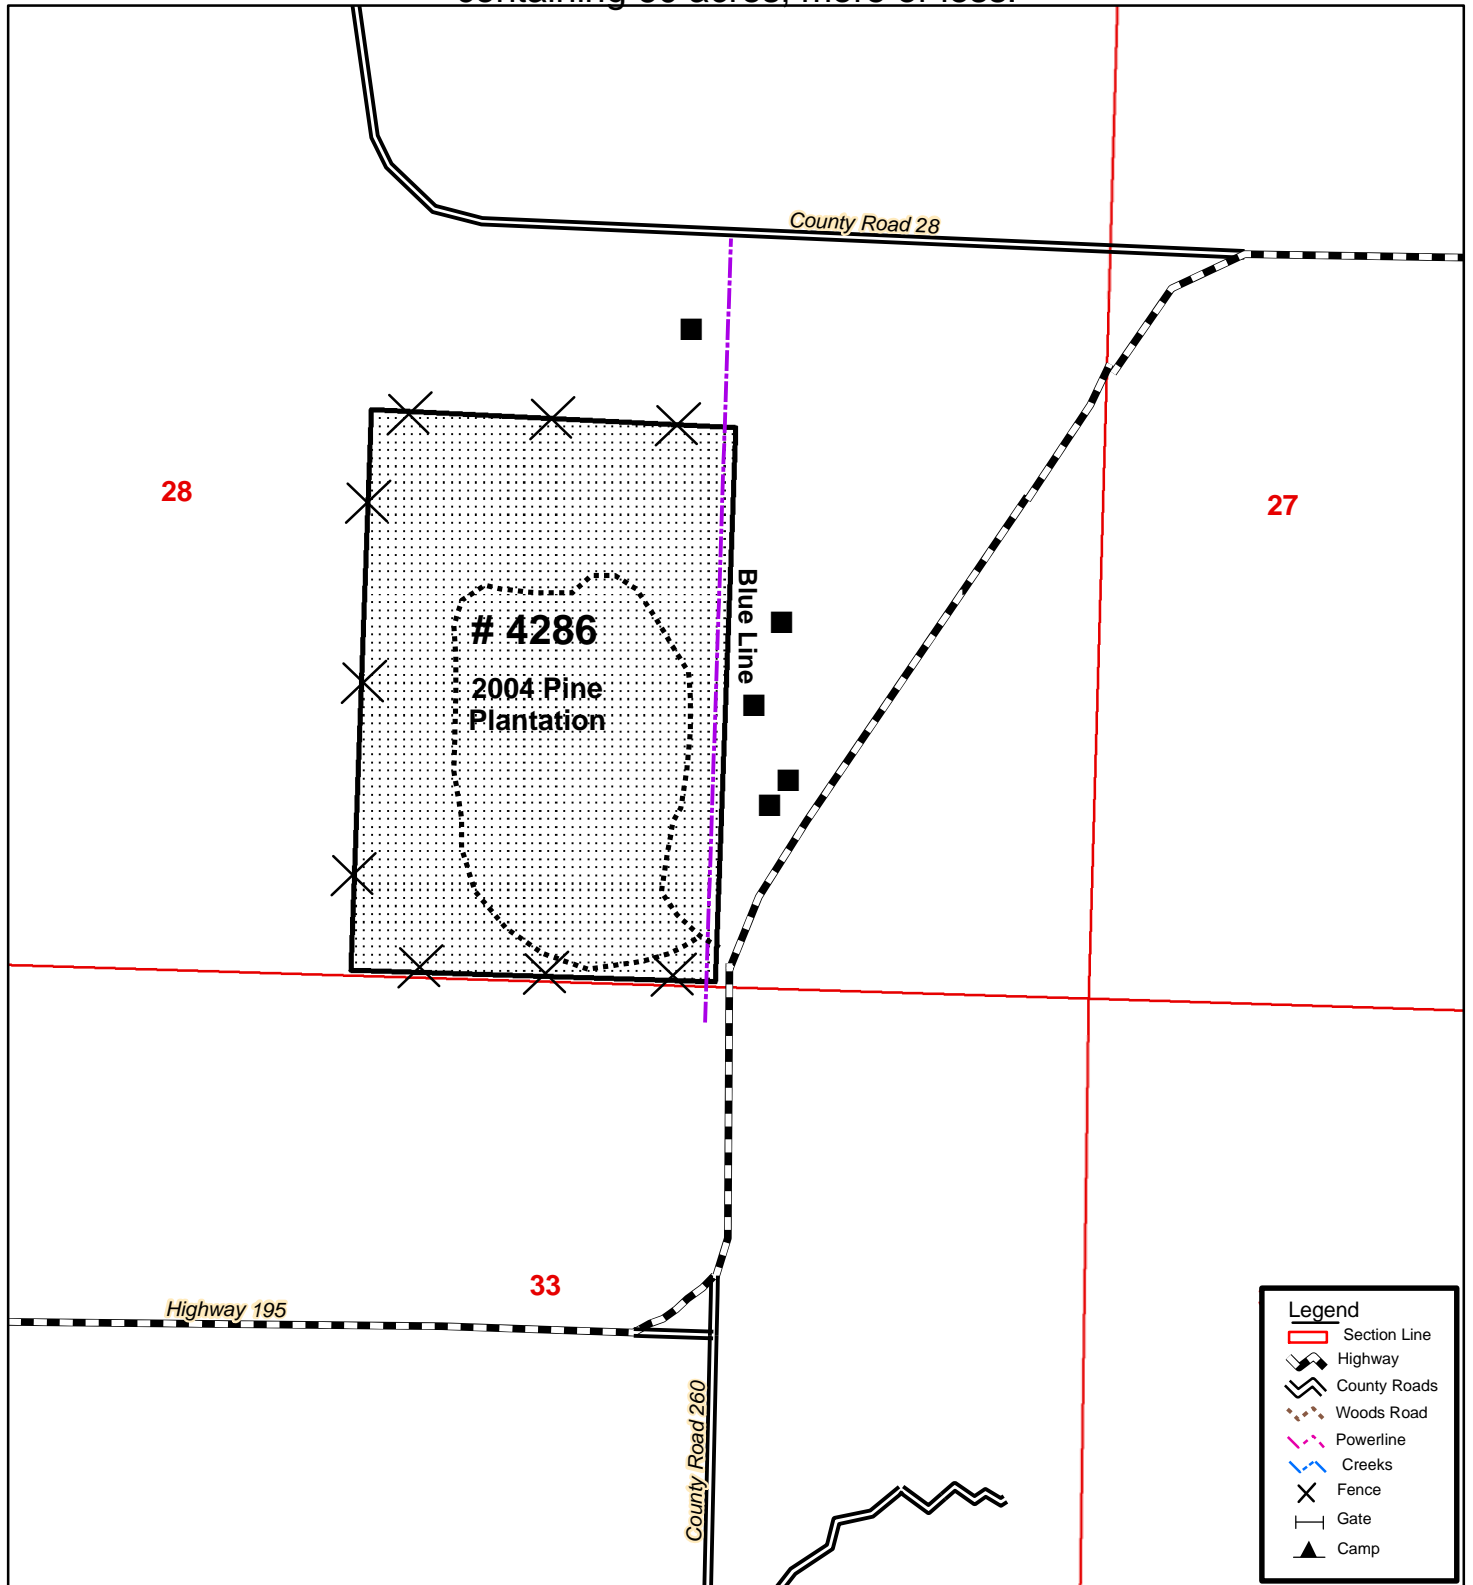 County Road 28
28
27
Blue Line
# 4286
2004 Pine
Plantation
33
Highway 195
County Road 260
Legend
Section Line
Highway
County Roads
Woods Road
Powerline
Creeks
Fence
Gate
Camp